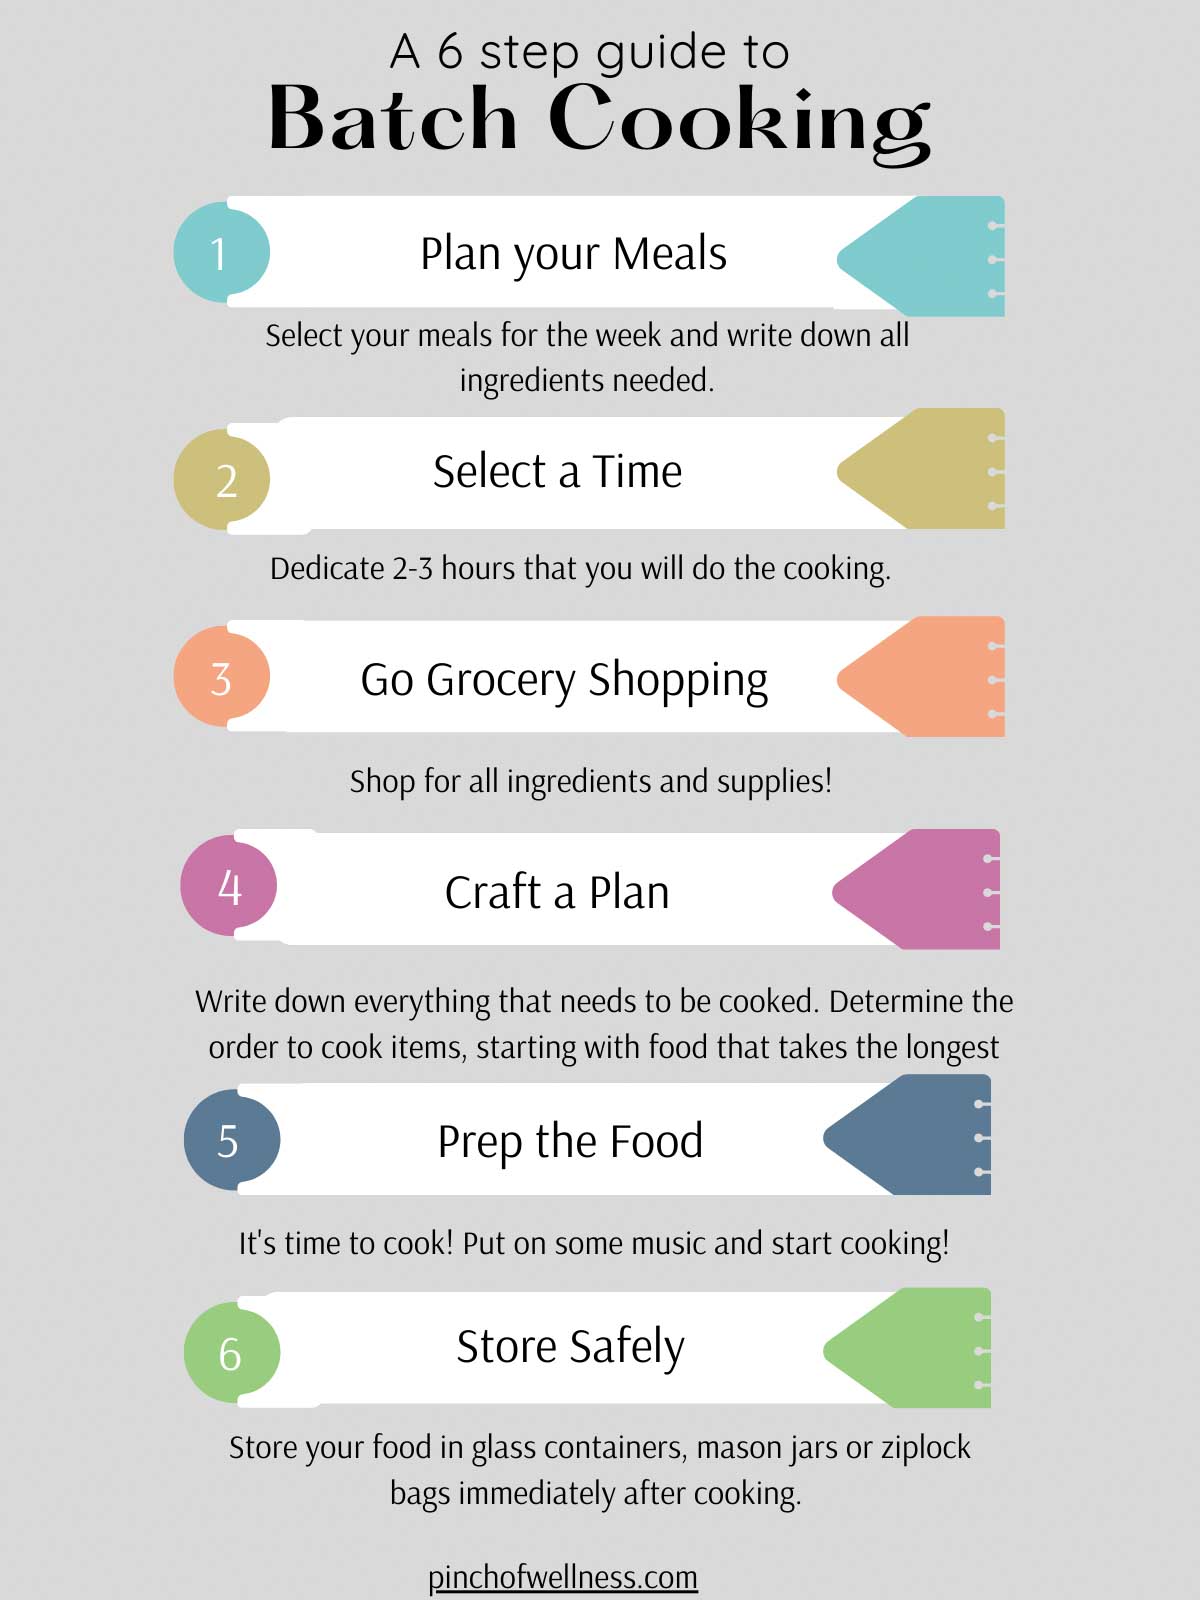 A 6 step guide to
Batch Cooking
1
Plan your Meals
Select your meals for the week and write down all
ingredients needed.
2
Select a Time
Dedicate 2-3 hours that you will do the cooking.
3
Go Grocery Shopping
Shop for all ingredients and supplies!
4
Craft a Plan
Write down everything that needs to be cooked. Determine the
order to cook items, starting with food that takes the longest
5
Prep the Food
It's time to cook! Put on some music and start cooking!
6
Store Safely
Store your food in glass containers, mason jars or ziplock
bags immediately after cooking.
pinchofwellness.com